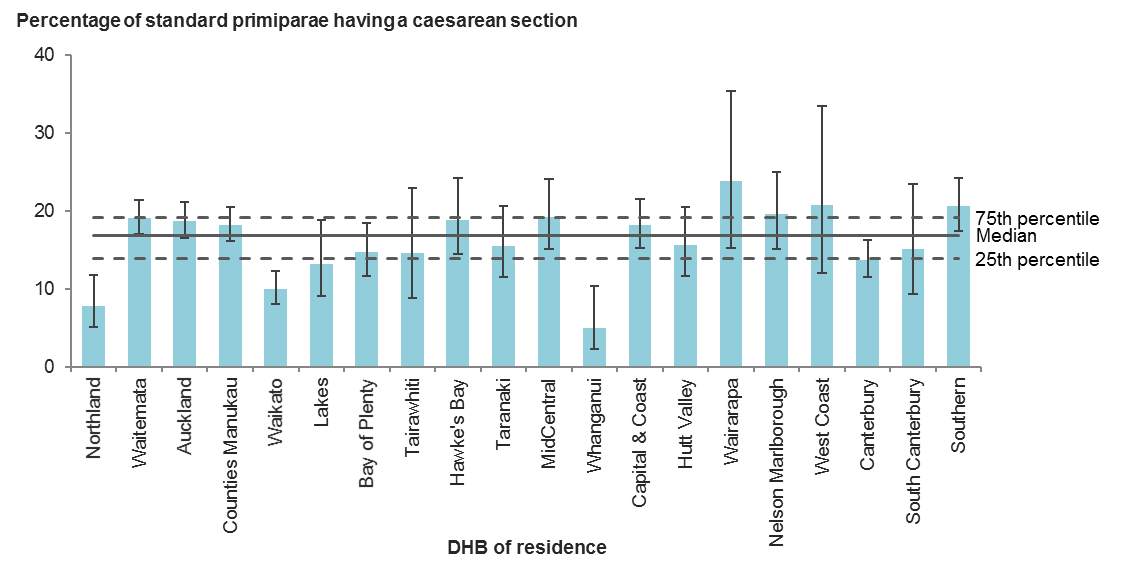 Percentage of standard primiparae having a caesarean section
40
30
20
10
0
75th percentile
Median
25th percentile
Northland
Waitemata
Auckland
Counties Manukau
Waikato
Lakes
Bay of Plenty
Tairawhiti
Hawke's Bay
Taranaki
MidCentral
Whanganui
Capital & Coast
Hutt Valley
Wairarapa
Nelson Marlborough
West Coast
Canterbury
South Canterbury
Southern
DHB of residence